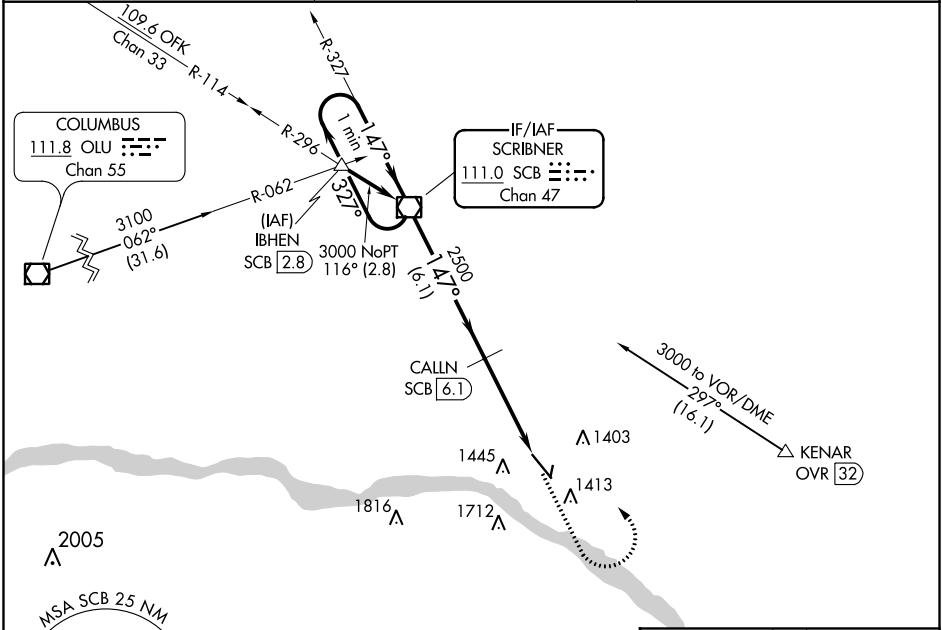 109.6 OFK
Chan 33
R-114
R-296
R-327
1 min
147°
327°
COLUMBUS
111.8 OLU
Chan 55
IF/IAF
SCRIBNER
111.0 SCB
Chan 47
R-062
3100
062°
(31.6)
(IAF)
IBHEN
SCB 2.8
3000 NoPT
116° (2.8)
2500
147°
(6.1)
CALLN
SCB 6.1
3000 to VOR/DME
297°
(16.1)
KENAR
OVR 32
1403
1445
1413
1816
1712
2005
MSA SCB 25 NM